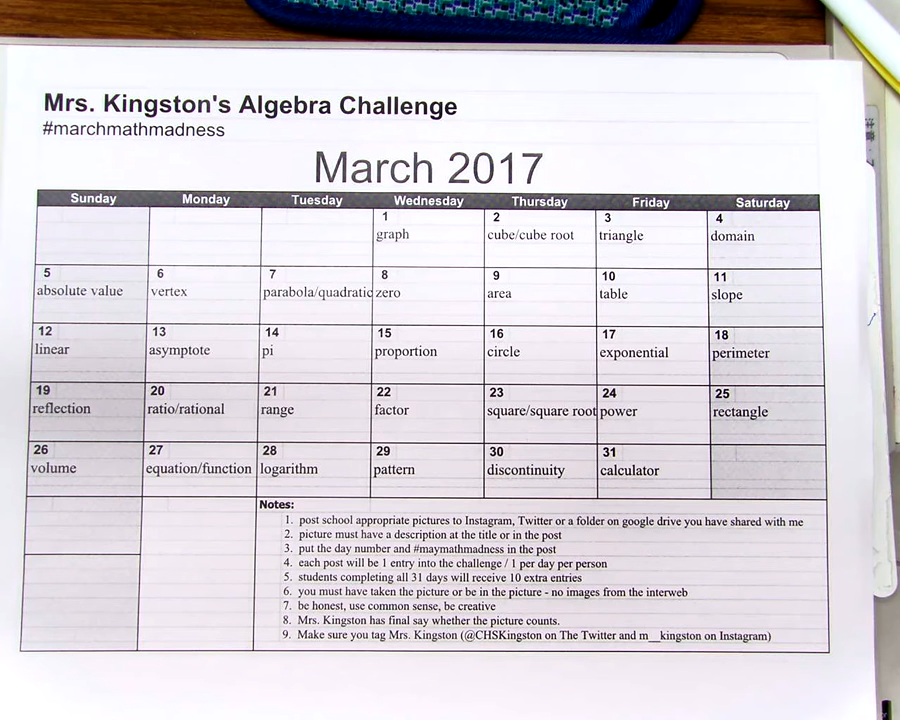 Mrs. Kingston's Algebra Challenge
#marchmathmadness
March 2017
Sunday Monday Tuesday Wednesday Thursday Friday Saturday
1 2 3 4
graph cube/cube root triangle domain
5 6 7 8 9 10 11
absolute value vertex parabola/quadratic zero area table slope
12 13 14 15 16 17 18
linear asymptote pi proportion circle exponential perimeter
19 20 21 22 23 24 25
reflection ratio/rational range factor square/square root power rectangle
26 27 28 29 30 31
volume equation/function logarithm pattern discontinuity calculator
Notes:
1. post school appropriate pictures to Instagram, Twitter or a folder on google drive you have shared with me
2. picture must have a description at the title or in the post
3. put the day number and #maymathmadness in the post
4. each post will be 1 entry into the challenge / 1 per day per person
5. students completing all 31 days will receive 10 extra entries
6. you must have taken the picture or be in the picture - no images from the interweb
7. be honest, use common sense, be creative
8. Mrs. Kingston has final say whether the picture counts.
9. Make sure you tag Mrs. Kingston (@CHSKingston on The Twitter and m__kingston on Instagram)